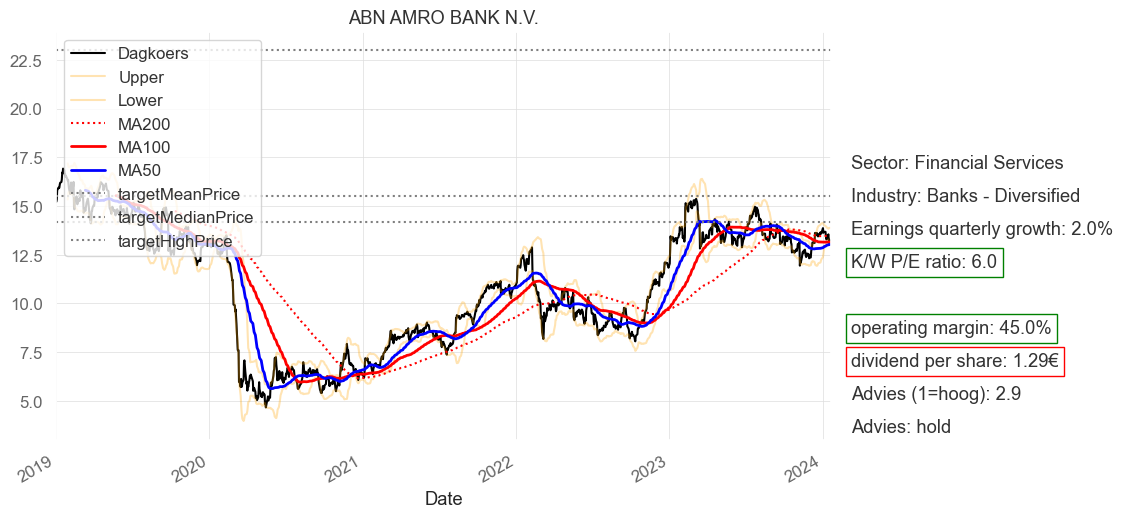 ABN AMRO BANK N.V.
22.5
20.0
17.5
15.0
12.5
10.0
7.5
5.0
Dagkoers
Upper
Lower
MA200
MA100
MA50
targetMeanPrice
targetMedianPrice
targetHighPrice
2019
2020
2021
2022
2023
2024
Date
Sector: Financial Services
Industry: Banks - Diversified
Earnings quarterly growth: 2.0%
K/W P/E ratio: 6.0
operating margin: 45.0%
dividend per share: 1.29€
Advies (1=hoog): 2.9
Advies: hold